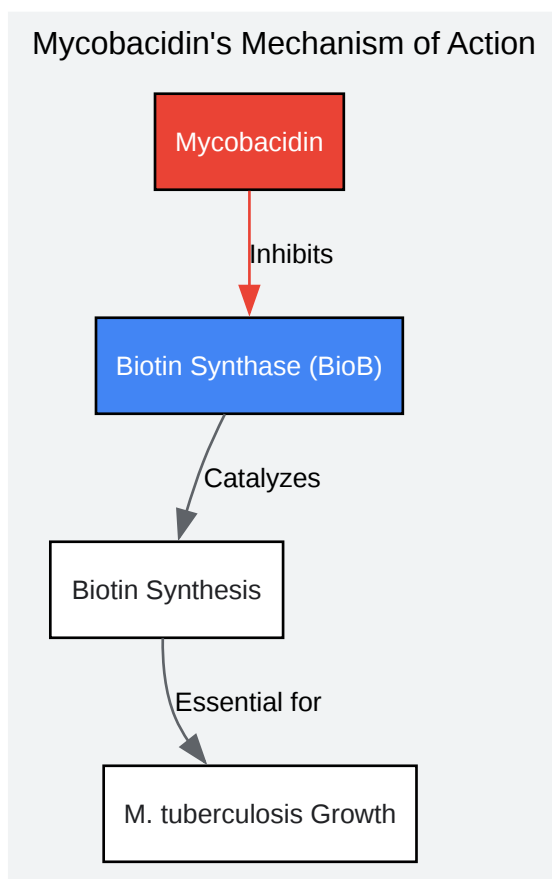 Mycobacidin's Mechanism of Action
Mycobacidin
Inhibits
Biotin Synthase (BioB)
Catalyzes
Biotin Synthesis
Essential for
M. tuberculosis Growth